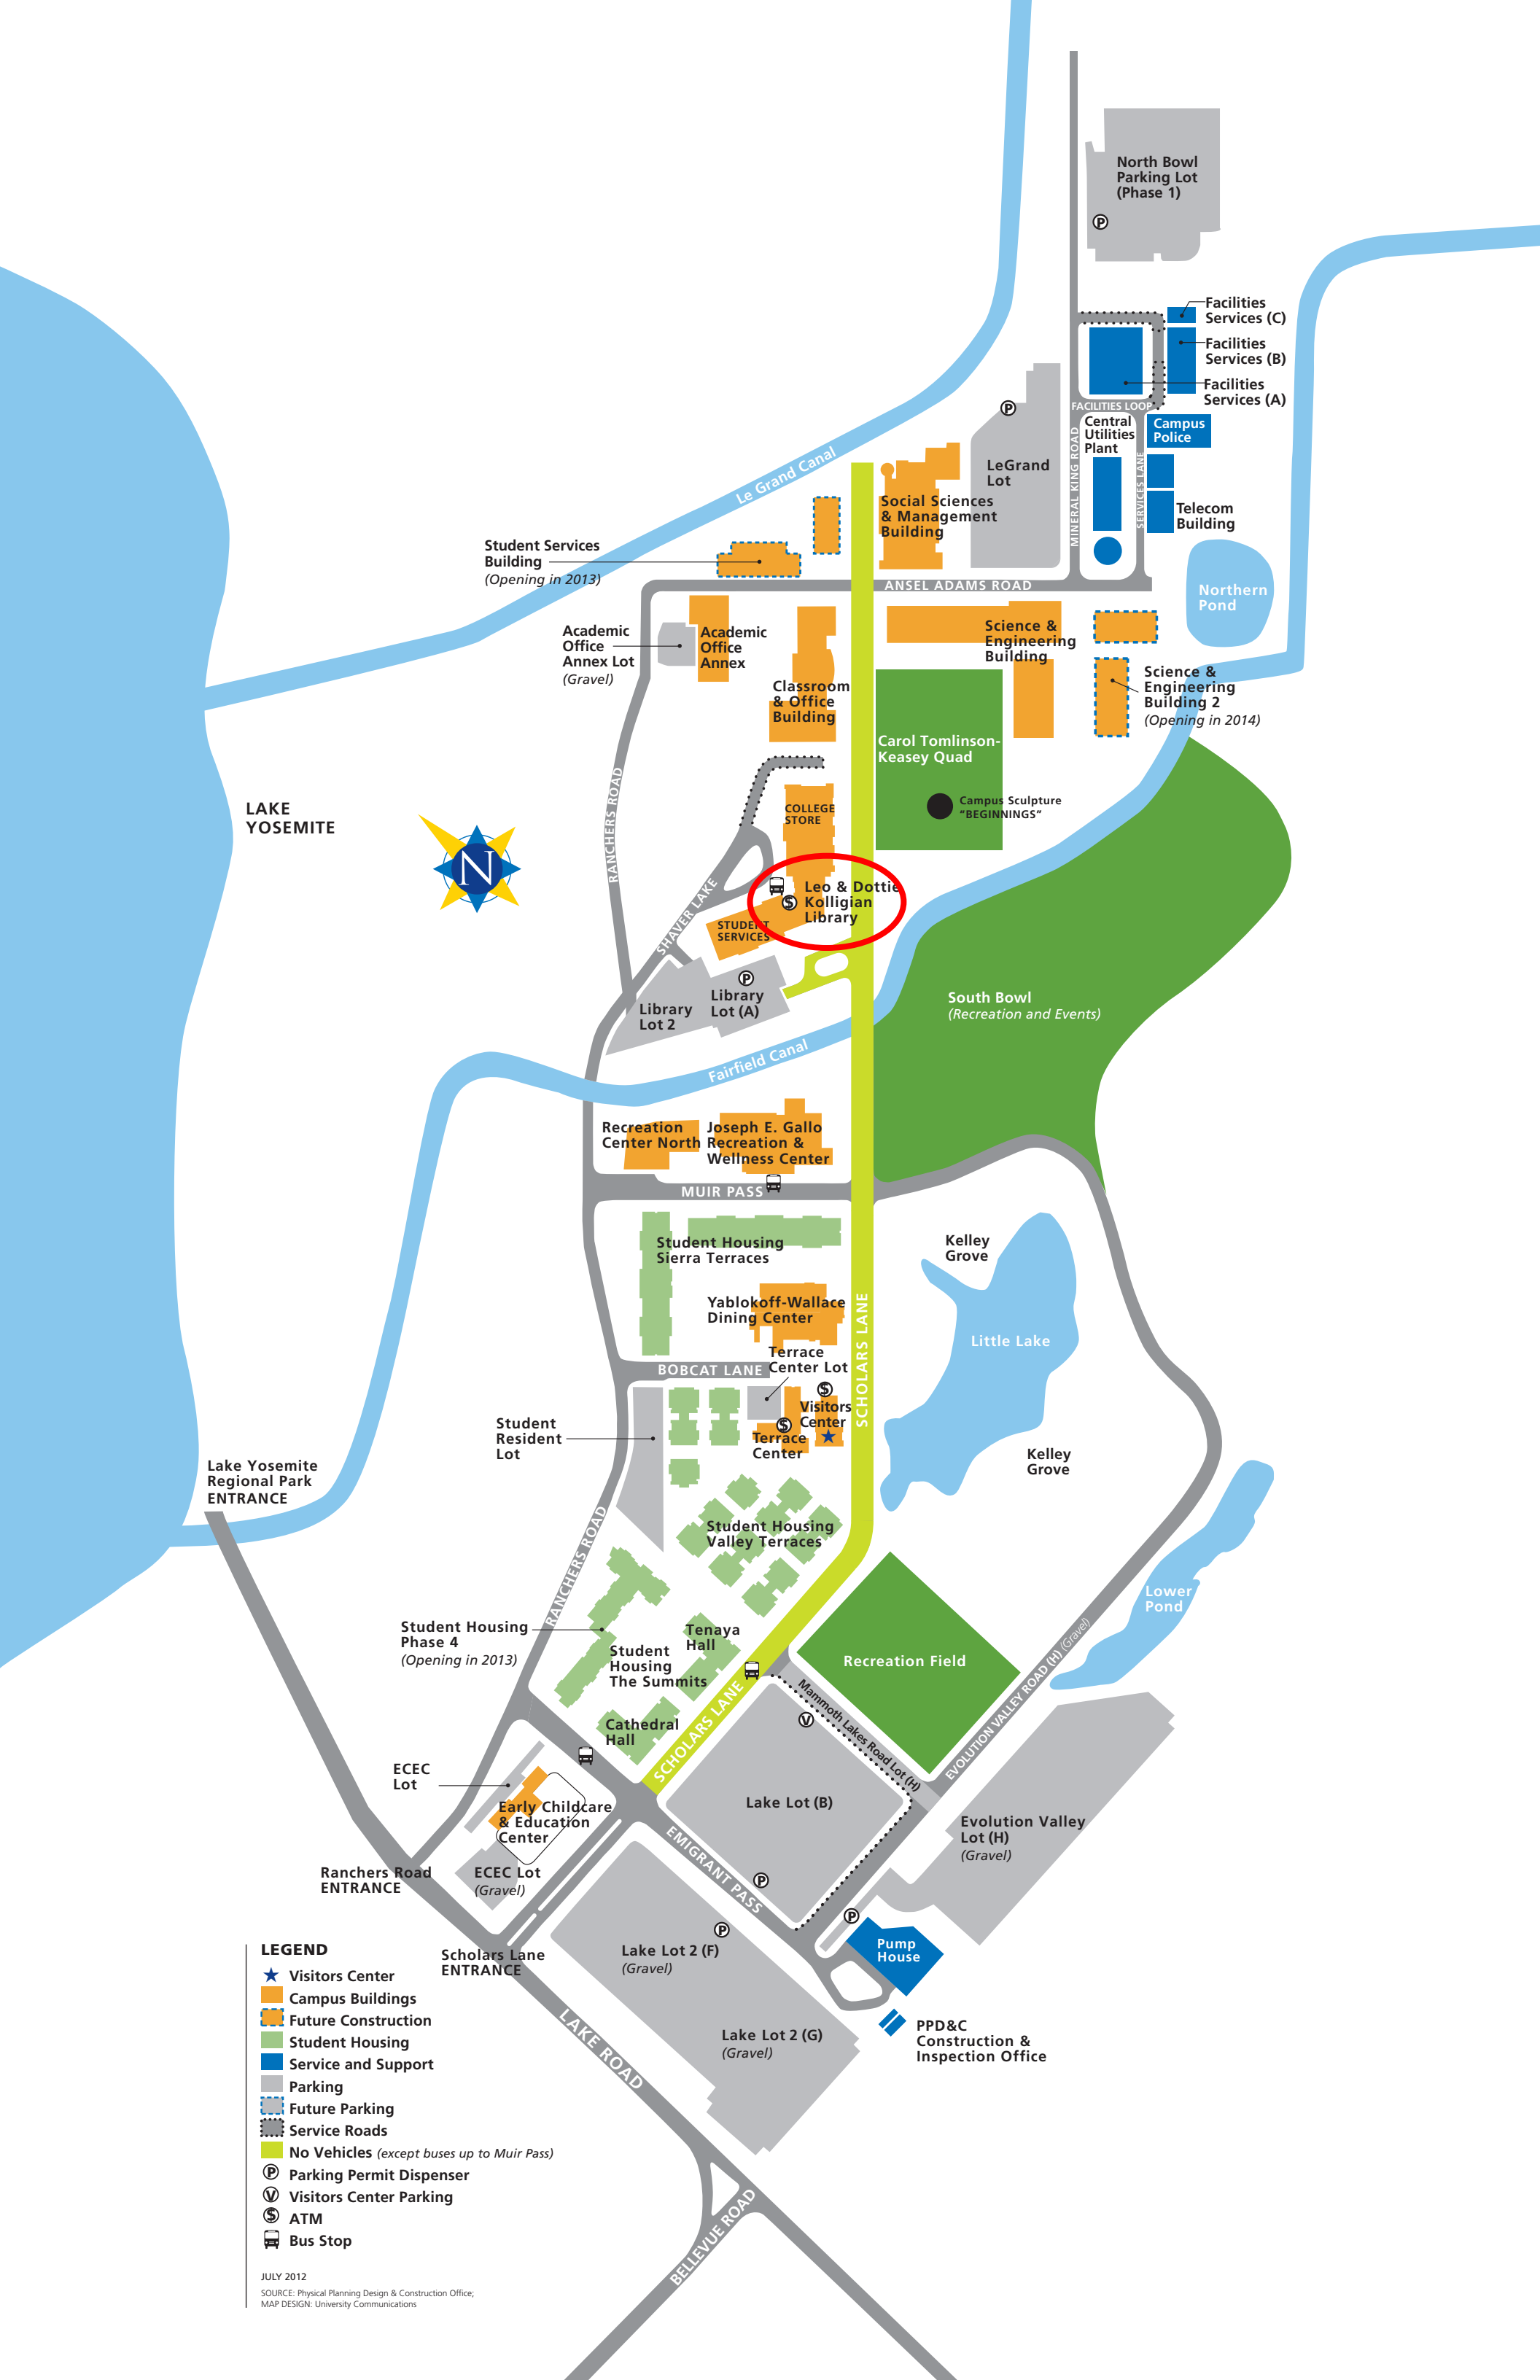 North Bowl
Parking Lot
(Phase 1)
P
Facilities
Services (C)
Facilities
Services (B)
Facilities
Services (A)
FACILITIES LOOP
P
Central
Utilities
Plant
Campus
Police
MINERAL KING ROAD
SERVICES LANE
LeGrand
Lot
Telecom
Building
Le Grand Canal
Social Sciences
& Management
Building
Student Services
Building
(Opening in 2013)
ANSEL ADAMS ROAD
Northern
Pond
Academic
Office
Annex Lot
(Gravel)
Academic
Office
Annex
Science &
Engineering
Building
Classroom
& Office
Building
Science &
Engineering
Building 2
(Opening in 2014)
Carol Tomlinson-
Keasey Quad
RANCHERS ROAD
LAKE
YOSEMITE
N
COLLEGE
STORE
Campus Sculpture
"BEGINNINGS"
Leo & Dottie
Kolligian
Library
$
STUDENT
SERVICES
SHAVER LAKE
P
Library
Lot (A)
Library
Lot 2
South Bowl
(Recreation and Events)
Fairfield Canal
Recreation
Center North
Joseph E. Gallo
Recreation &
Wellness Center
MUIR PASS
Student Housing
Sierra Terraces
Kelley
Grove
Yablokoff-Wallace
Dining Center
SCHOLARS LANE
Little Lake
Terrace
Center Lot
BOBCAT LANE
$
Visitors
Center
$
Terrace
Center
Student
Resident
Lot
Kelley
Grove
Lake Yosemite
Regional Park
ENTRANCE
Student Housing
Valley Terraces
RANCHERS ROAD
Lower
Pond
Student Housing
Phase 4
(Opening in 2013)
Tenaya
Hall
Student
Housing
The Summits
Recreation Field
EVOLUTION VALLEY ROAD (H) (Gravel)
Mammoth Lakes Road Lot (H)
V
SCHOLARS LANE
Cathedral
Hall
ECEC
Lot
Lake Lot (B)
Early Childcare
& Education
Center
Evolution Valley
Lot (H)
(Gravel)
EMIGRANT PASS
Ranchers Road
ENTRANCE
ECEC Lot
(Gravel)
P
P
P
Pump
House
Lake Lot 2 (F)
(Gravel)
Scholars Lane
ENTRANCE
PPD&C
Construction &
Inspection Office
Lake Lot 2 (G)
(Gravel)
LAKE ROAD
BELLEVUE ROAD
LEGEND
Visitors Center
Campus Buildings
Future Construction
Student Housing
Service and Support
Parking
Future Parking
Service Roads
No Vehicles (except buses up to Muir Pass)
P Parking Permit Dispenser
V Visitors Center Parking
$ ATM
Bus Stop
JULY 2012
SOURCE: Physical Planning Design & Construction Office;
MAP DESIGN: University Communications